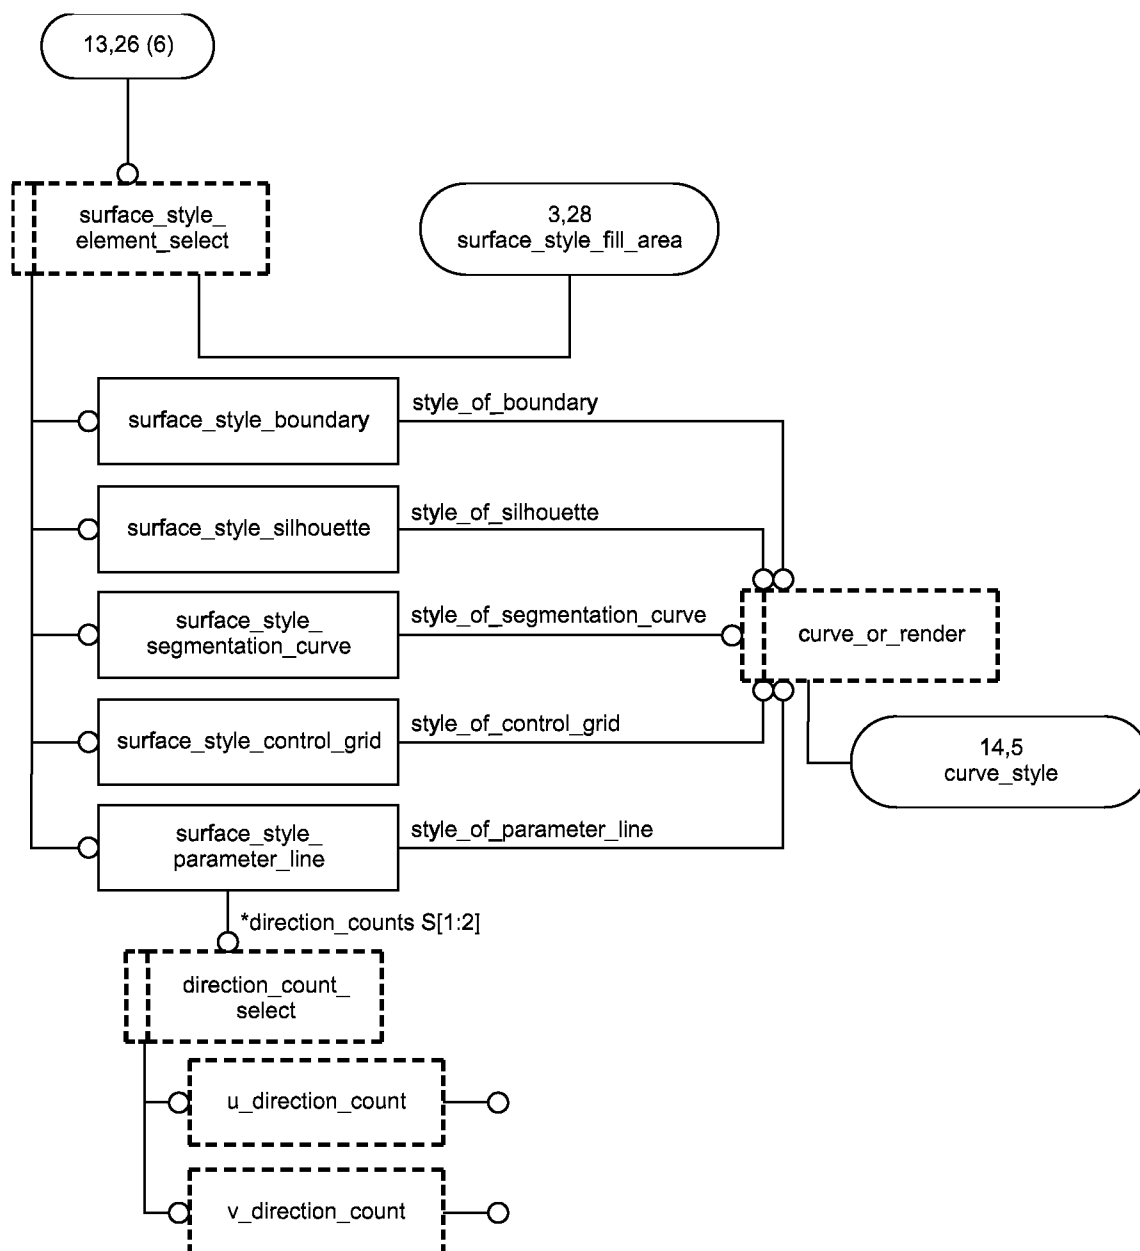 13,26 (6)
surface_style_
element_select
3,28
surface_style_fill_area
surface_style_boundary
style_of_boundary
surface_style_silhouette
style_of_silhouette
surface_style_
segmentation_curve
style_of_segmentation_curve
curve_or_render
surface_style_control_grid
style_of_control_grid
14,5
curve_style
surface_style_
parameter_line
style_of_parameter_line
*direction_counts S[1:2]
direction_count_
select
u_direction_count
v_direction_count